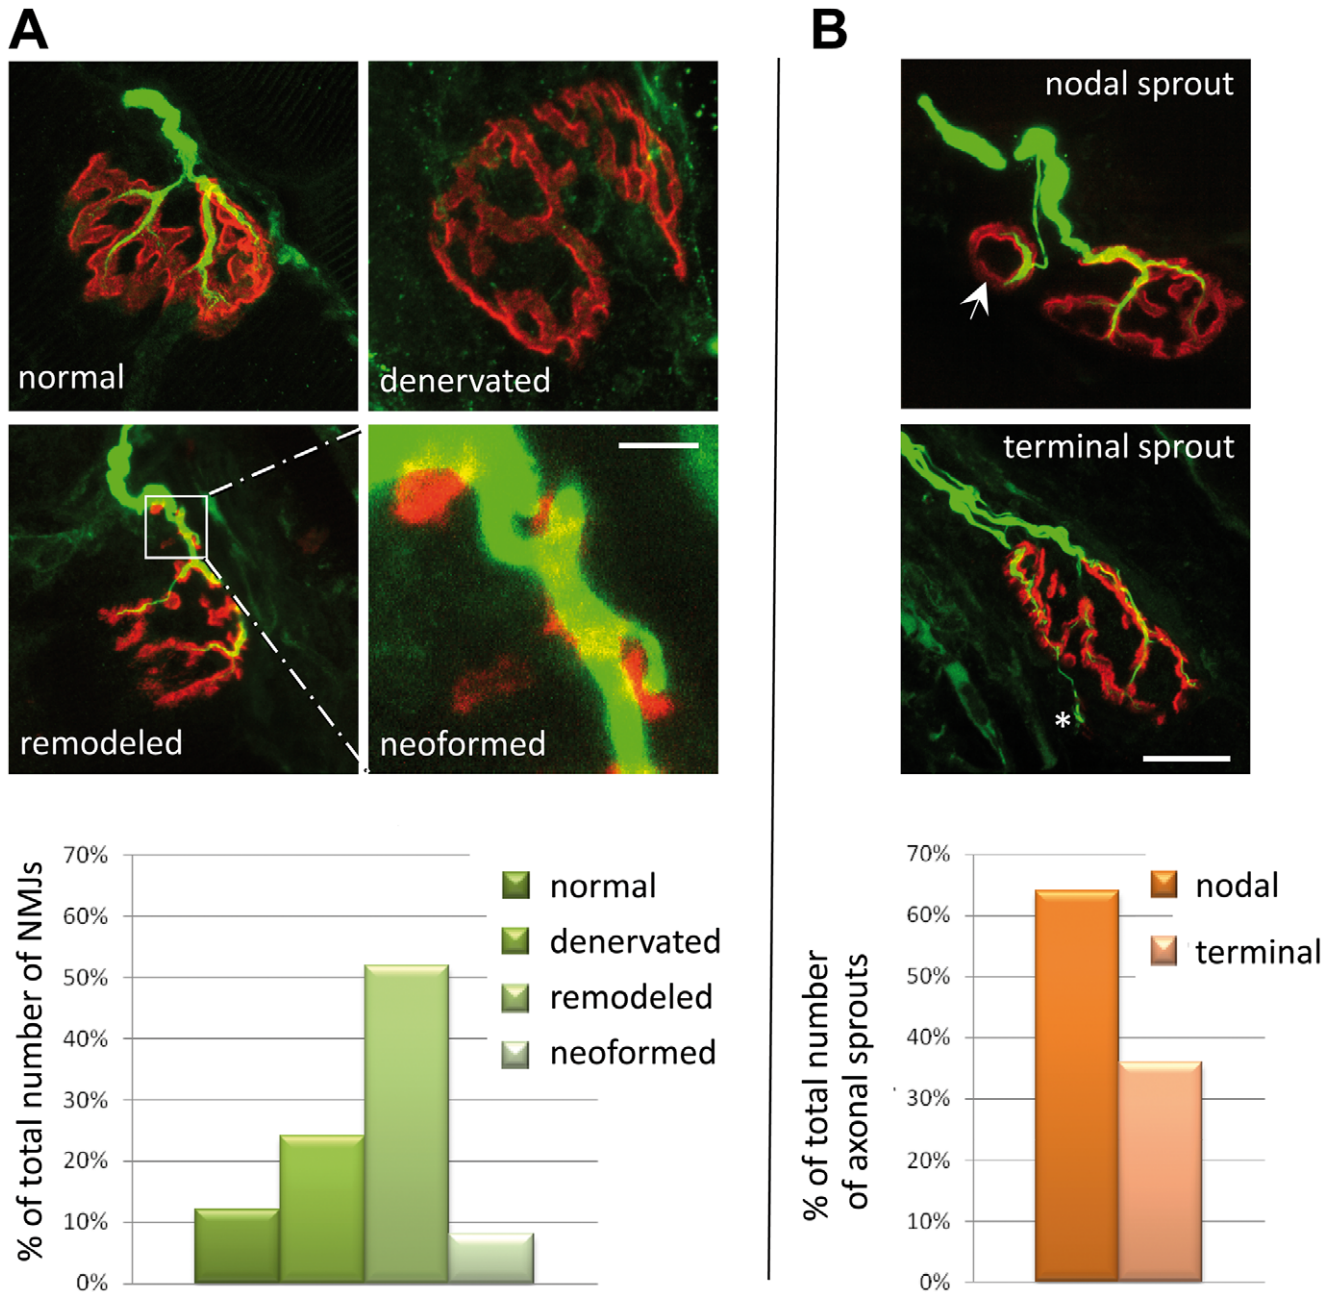 A
B
normal
denervated
remodeled
neoformed
nodal sprout
terminal sprout
*
% of total number of NMJs
70%
60%
50%
40%
30%
20%
10%
0%
normal
denervated
remodeled
neoformed
% of total number
of axonal sprouts
70%
60%
50%
40%
30%
20%
10%
0%
nodal
terminal